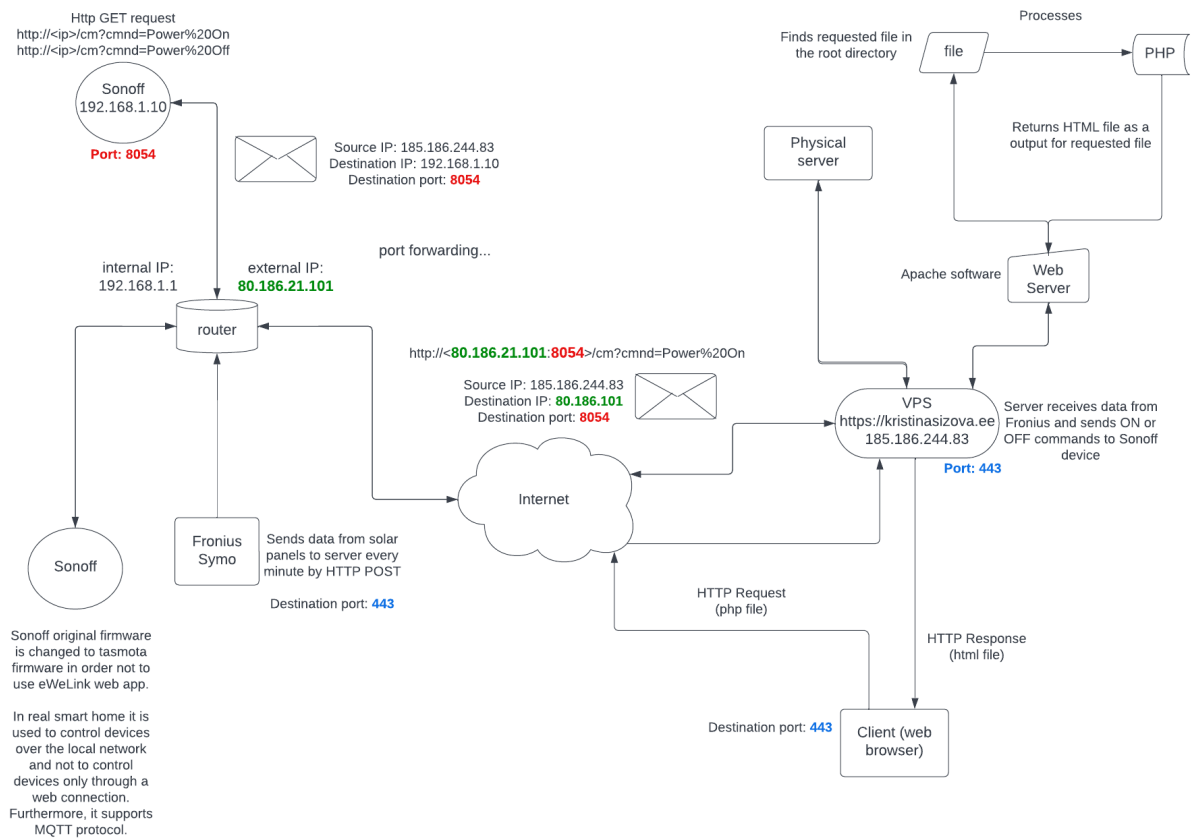 Http GET request
http://<ip>/cm?cmnd=Power%20On
http://<ip>/cm?cmnd=Power%20Off
Sonoff
192.168.1.10
Port: 8054
Source IP: 185.186.244.83
Destination IP: 192.168.1.10
Destination port: 8054
port forwarding...
internal IP:
192.168.1.1
external IP:
80.186.21.101
router
http://<80.186.21.101:8054>/cm?cmnd=Power%20On
Source IP: 185.186.244.83
Destination IP: 80.186.101
Destination port: 8054
Internet
Sonoff
Fronius
Symo
Sends data from solar
panels to server every
minute by HTTP POST
Destination port: 443
Sonoff original firmware
is changed to tasmota
firmware in order not to
use eWeLink web app.
In real smart home it is
used to control devices
over the local network
and not to control
devices only through a
web connection.
Furthermore, it supports
MQTT protocol.
Processes
Finds requested file in
the root directory
file
PHP
Returns HTML file as a
output for requested file
Physical
server
Apache software
Web
Server
VPS
https://kristinasizova.ee
185.186.244.83
Port: 443
Server receives data from
Fronius and sends ON or
OFF commands to Sonoff
device
HTTP Request
(php file)
HTTP Response
(html file)
Destination port: 443
Client (web
browser)